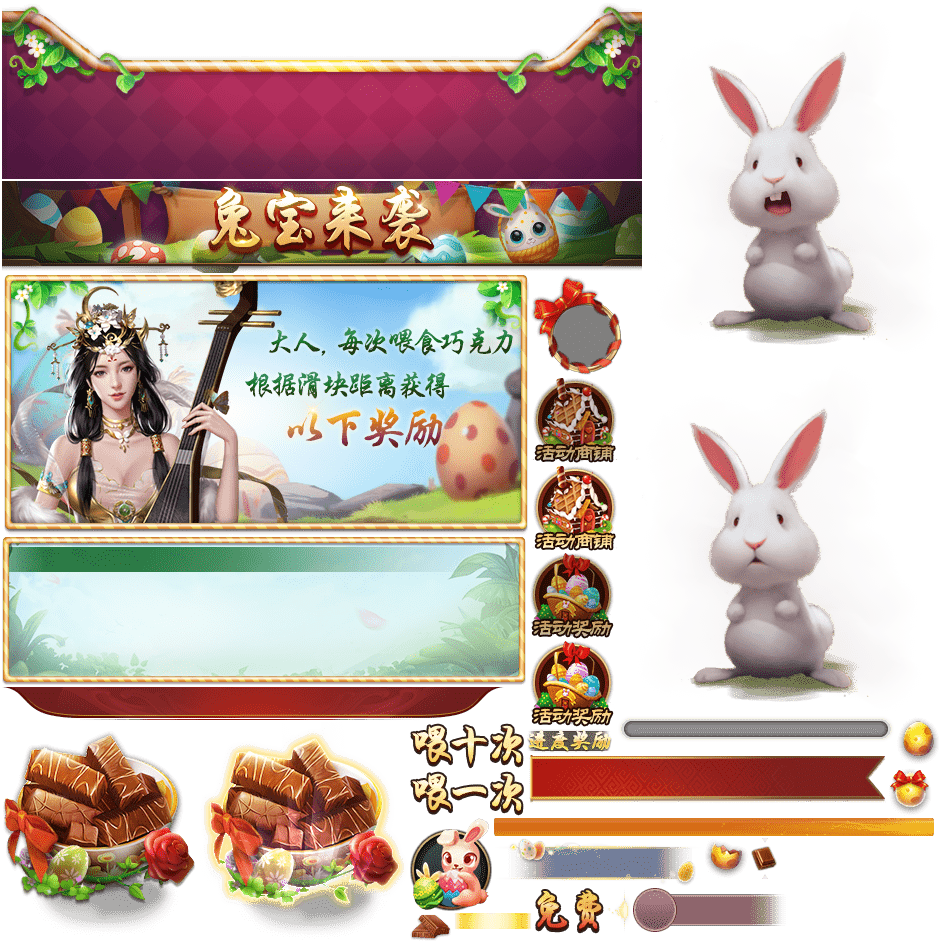 兔宝来袭
大人，每次喂食巧克力
根据滑块距离获得
以下奖励
活动商铺
活动商铺
活动奖励
活动奖励
进度奖励
喂十次
喂一次
免费